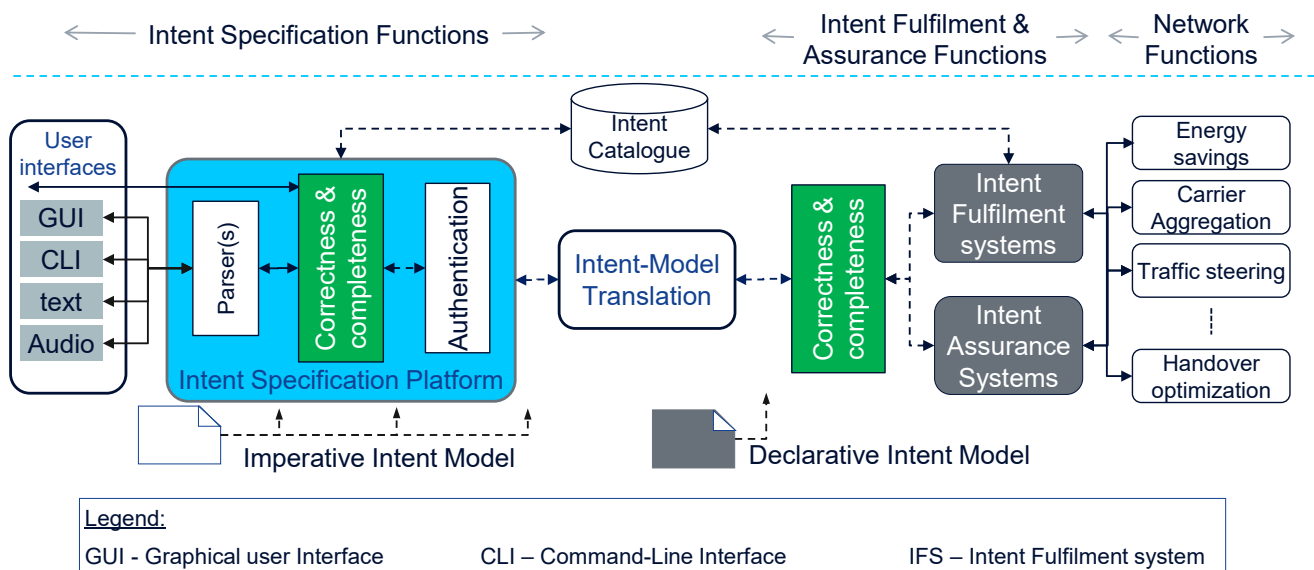 Intent Specification Functions
Intent Fulfilment &
Assurance Functions
Network
Functions
User
interfaces
GUI
CLI
text
Audio
Parser(s)
Correctness &
completeness
Authentication
Intent Specification Platform
Intent
Catalogue
Intent-Model
Translation
Correctness &
completeness
Intent
Fulfilment
systems
Intent
Assurance
Systems
Energy
savings
Carrier
Aggregation
Traffic steering
Handover
optimization
Imperative Intent Model
Declarative Intent Model
Legend:
GUI - Graphical user Interface
CLI – Command-Line Interface
IFS – Intent Fulfilment system